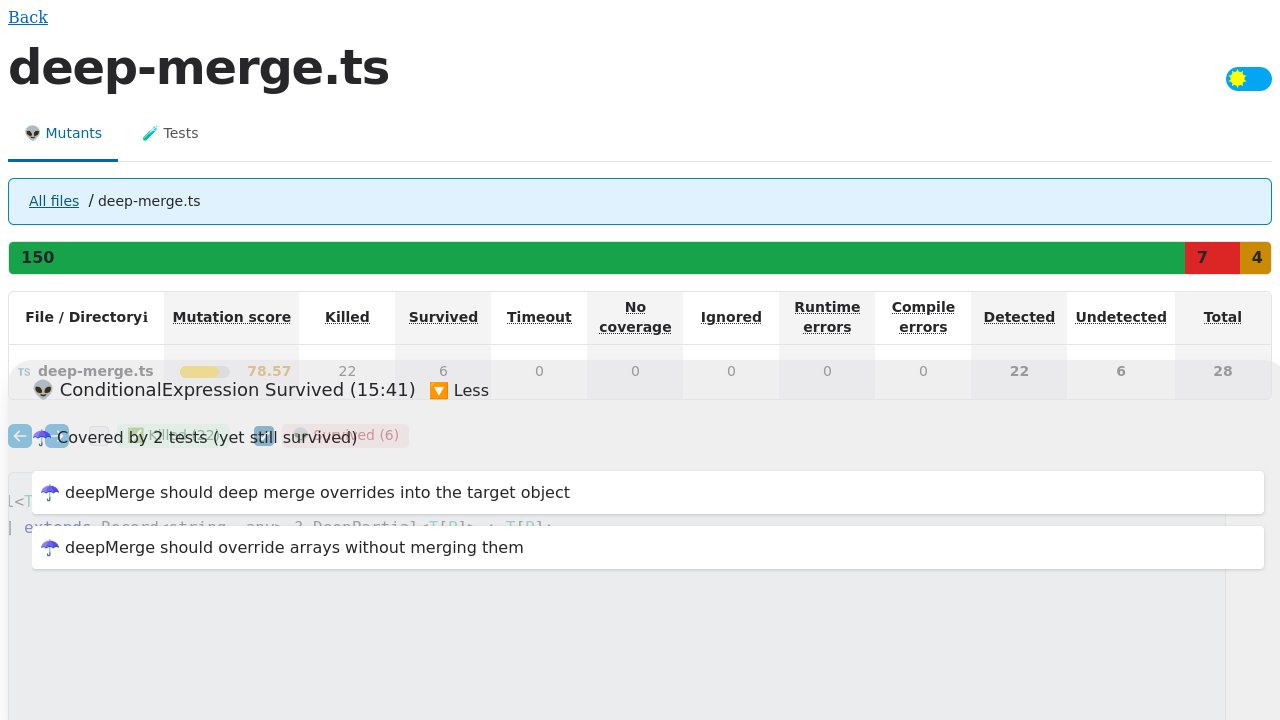 Back
deep-merge.ts
👽 Mutants 🧪 Tests
All files / deep-merge.ts
150 7 4
File / Directoryℹ Mutation score Killed Survived Timeout No coverage Ignored Runtime errors Compile errors Detected Undetected Total
TS deep-merge.ts 78.57 22 6 0 0 0 0 0 22 6 28
👽 ConditionalExpression Survived (15:41) 🔽 Less
✅ Killed (22) Survived (6)
☂️ Covered by 2 tests (yet still survived)
☂️ deepMerge should deep merge overrides into the target object
extends Record<string, any> ? DeepPartial<T[P]> : T[P];
☂️ deepMerge should override arrays without merging them